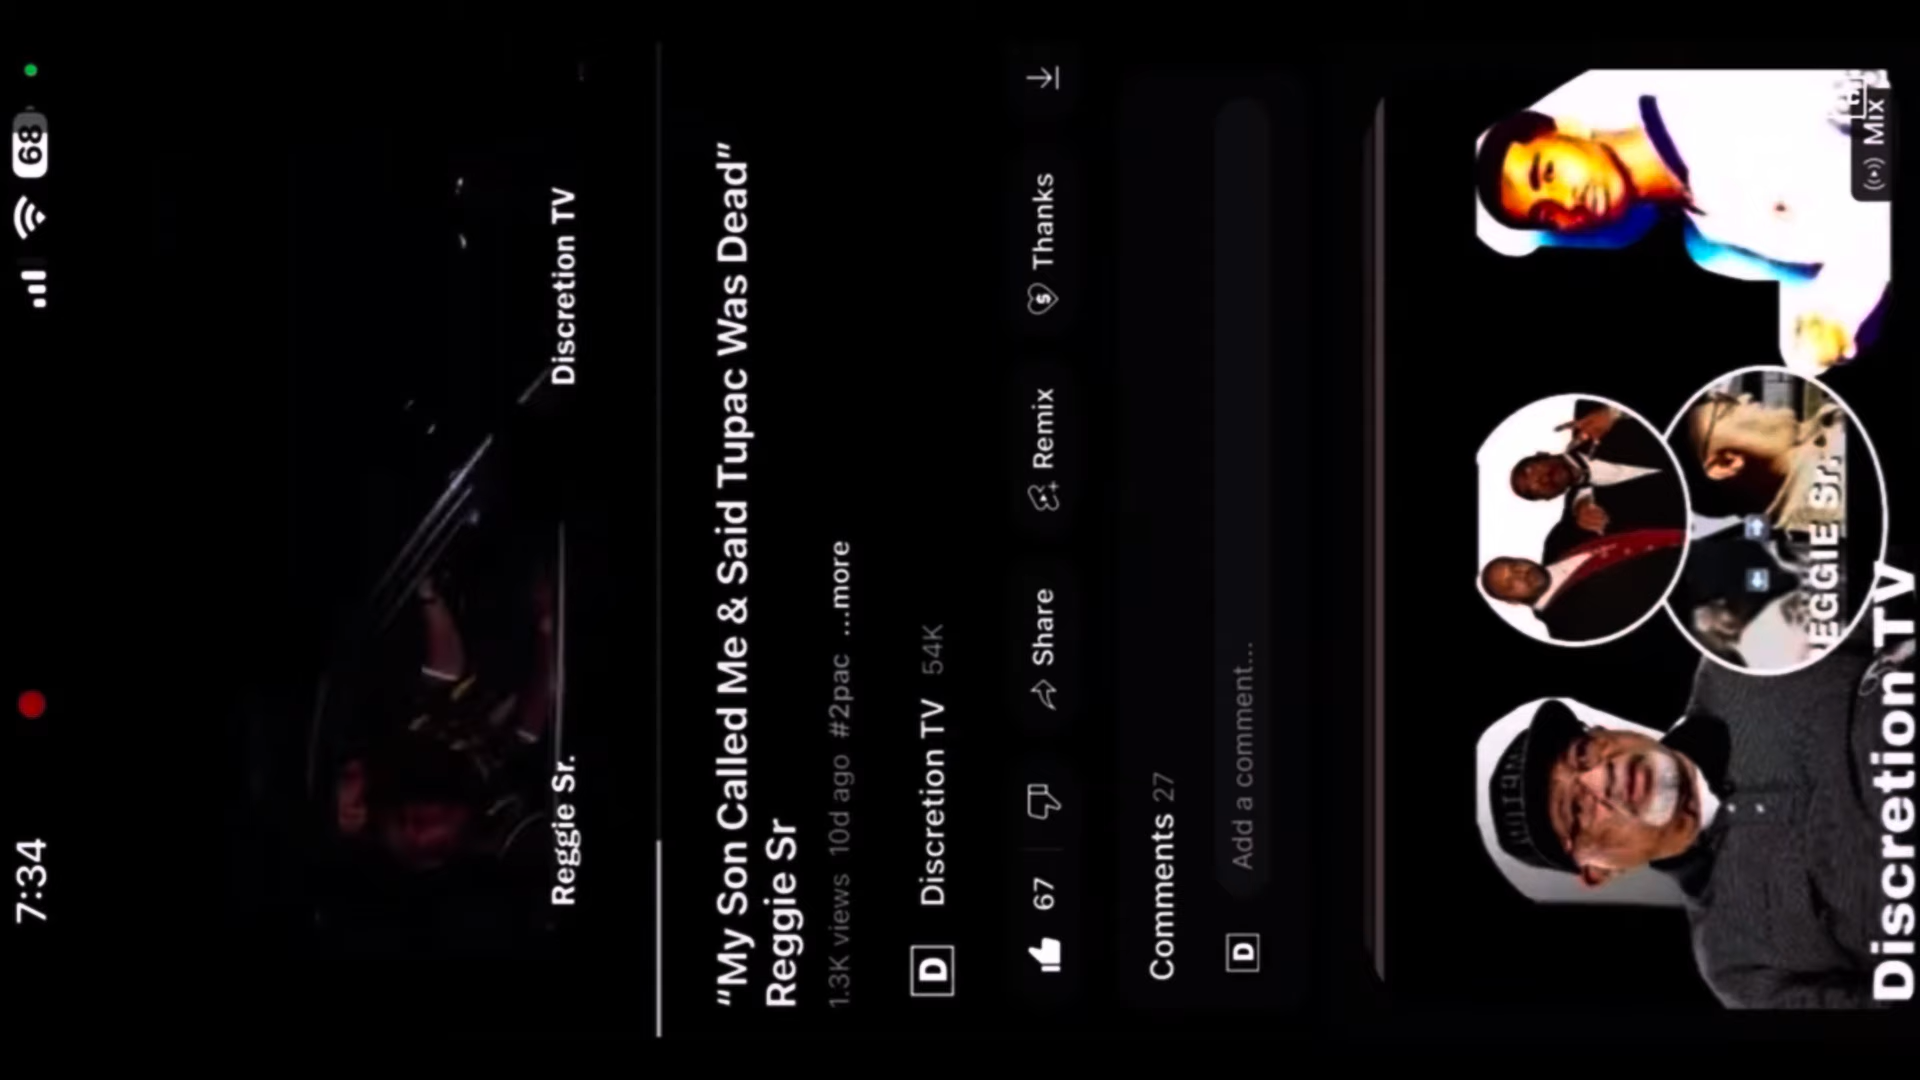 7:34
68
Reggie Sr.
Discretion TV
“My Son Called Me & Said Tupac Was Dead”
Reggie Sr
1.3K views 10d ago #2pac ...more
D
Discretion TV 54K
67
Share
Remix
Thanks
Comments 27
D
Add a comment...
EGGIE Sr.
Mix
Discretion TV